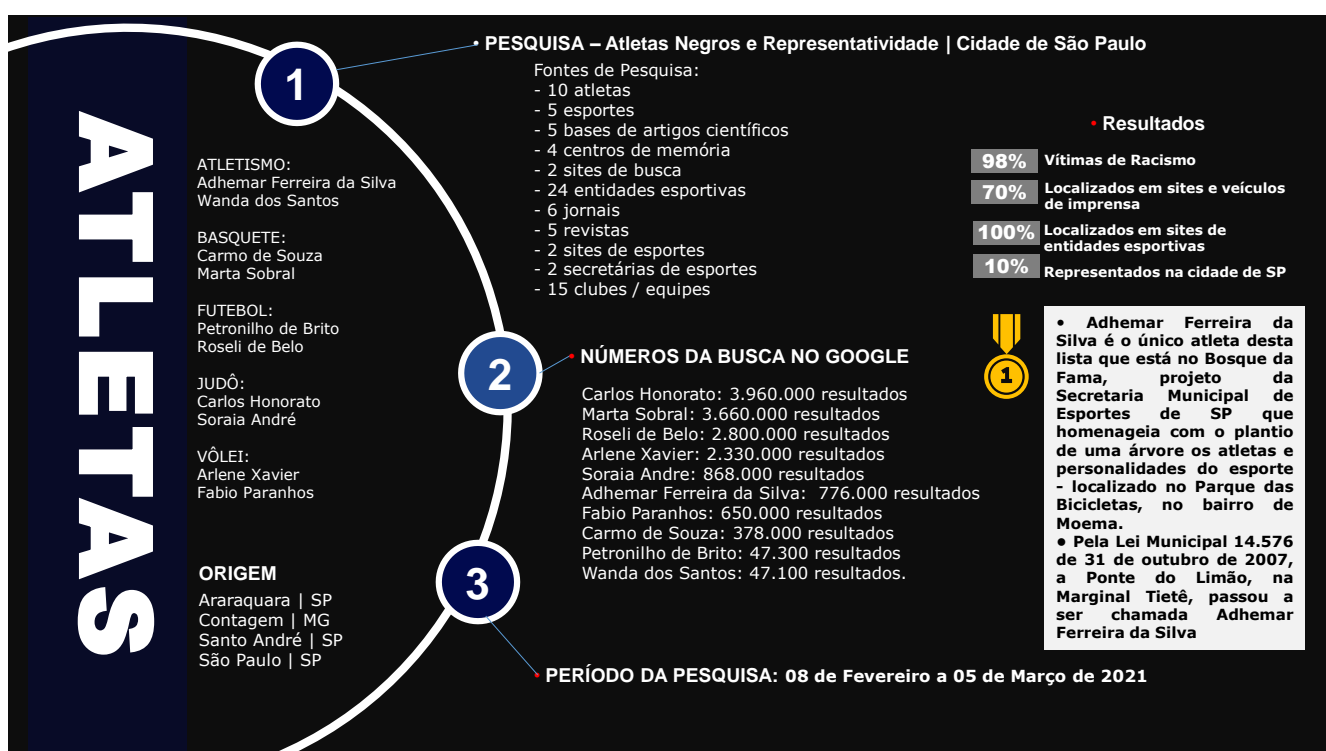 ATLETAS
1
• PESQUISA – Atletas Negros e Representatividade | Cidade de São Paulo
Fontes de Pesquisa:
- 10 atletas
- 5 esportes
- 5 bases de artigos científicos
- 4 centros de memória
- 2 sites de busca
- 24 entidades esportivas
- 6 jornais
- 5 revistas
- 2 sites de esportes
- 2 secretárias de esportes
- 15 clubes / equipes
ATLETISMO:
Adhemar Ferreira da Silva
Wanda dos Santos
BASQUETE:
Carmo de Souza
Marta Sobral
FUTEBOL:
Petronilho de Brito
Roseli de Belo
JUDÔ:
Carlos Honorato
Soraia André
VÔLEI:
Arlene Xavier
Fabio Paranhos
ORIGEM
Araraquara | SP
Contagem | MG
Santo André | SP
São Paulo | SP
• Resultados
98% Vítimas de Racismo
70% Localizados em sites e veículos
de imprensa
100% Localizados em sites de
entidades esportivas
10% Representados na cidade de SP
2
• NÚMEROS DA BUSCA NO GOOGLE
Carlos Honorato: 3.960.000 resultados
Marta Sobral: 3.660.000 resultados
Roseli de Belo: 2.800.000 resultados
Arlene Xavier: 2.330.000 resultados
Soraia Andre: 868.000 resultados
Adhemar Ferreira da Silva: 776.000 resultados
Fabio Paranhos: 650.000 resultados
Carmo de Souza: 378.000 resultados
Petronilho de Brito: 47.300 resultados
Wanda dos Santos: 47.100 resultados.
1
• Adhemar Ferreira da
Silva é o único atleta desta
lista que está no Bosque da
Fama, projeto da
Secretaria Municipal de
Esportes de SP que
homenageia com o plantio
de uma árvore os atletas e
personalidades do esporte
- localizado no Parque das
Bicicletas, no bairro de
Moema.
• Pela Lei Municipal 14.576
de 31 de outubro de 2007,
a Ponte do Limão, na
Marginal Tietê, passou a
ser chamada Adhemar
Ferreira da Silva
3
• PERÍODO DA PESQUISA: 08 de Fevereiro a 05 de Março de 2021